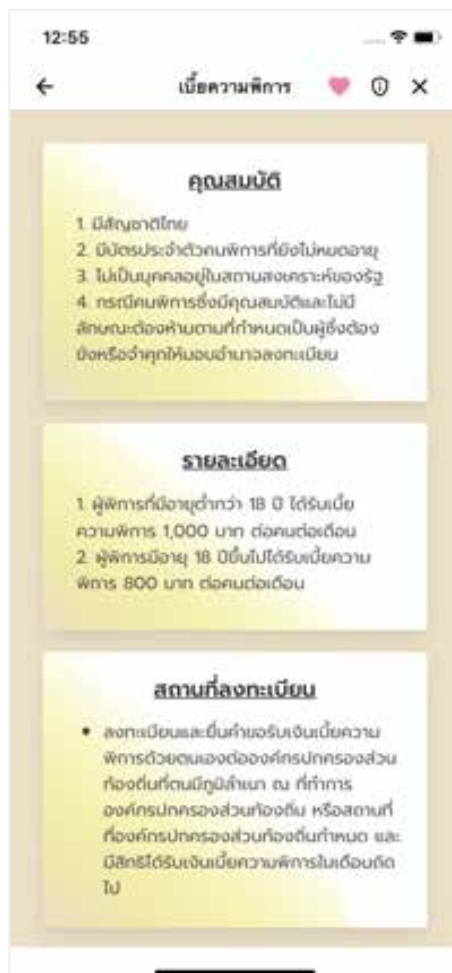 12:55
เบี้ยความพิการ
คุณสมบัติ
1. มีสัญชาติไทย
2. มีบัตรประจำตัวคนพิการที่ยังไม่หมดอายุ
3. ไม่เป็นบุคคลอยู่ในสถานสงเคราะห์ของรัฐ
4. กรณีคนพิการซึ่งมีคุณสมบัติและไม่มี
ลักษณะต้องห้ามตามที่กำหนดเป็นผู้ซึ่งต้อง
ขังหรือจำคุกให้มอบอำนาจลงทะเบียน
รายละเอียด
1. ผู้พิการที่มีอายุต่ำกว่า 18 ปี ได้รับเบี้ย
ความพิการ 1,000 บาท ต่อคนต่อเดือน
2. ผู้พิการมีอายุ 18 ปีขึ้นไปได้รับเบี้ยความ
พิการ 800 บาท ต่อคนต่อเดือน
สถานที่ลงทะเบียน
• ลงทะเบียนและยื่นคำขอรับเงินเบี้ยความ
พิการด้วยตนเองต่อองค์กรปกครองส่วน
ท้องถิ่นที่ตนมีภูมิลำเนา ณ ที่ทำการ
องค์กรปกครองส่วนท้องถิ่น หรือสถานที่
ที่องค์กรปกครองส่วนท้องถิ่นกำหนด และ
มีสิทธิได้รับเงินเบี้ยความพิการในเดือนถัด
ไป